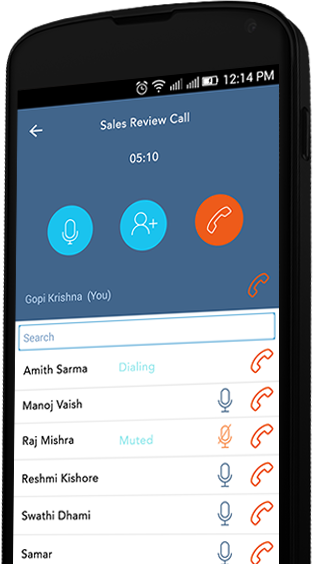 12:14 PM
Sales Review Call
05:10
Gopi Krishna (You)
Search
Amith Sarma Dialing
Manoj Vaish
Raj Mishra Muted
Reshmi Kishore
Swathi Dhami
Samar